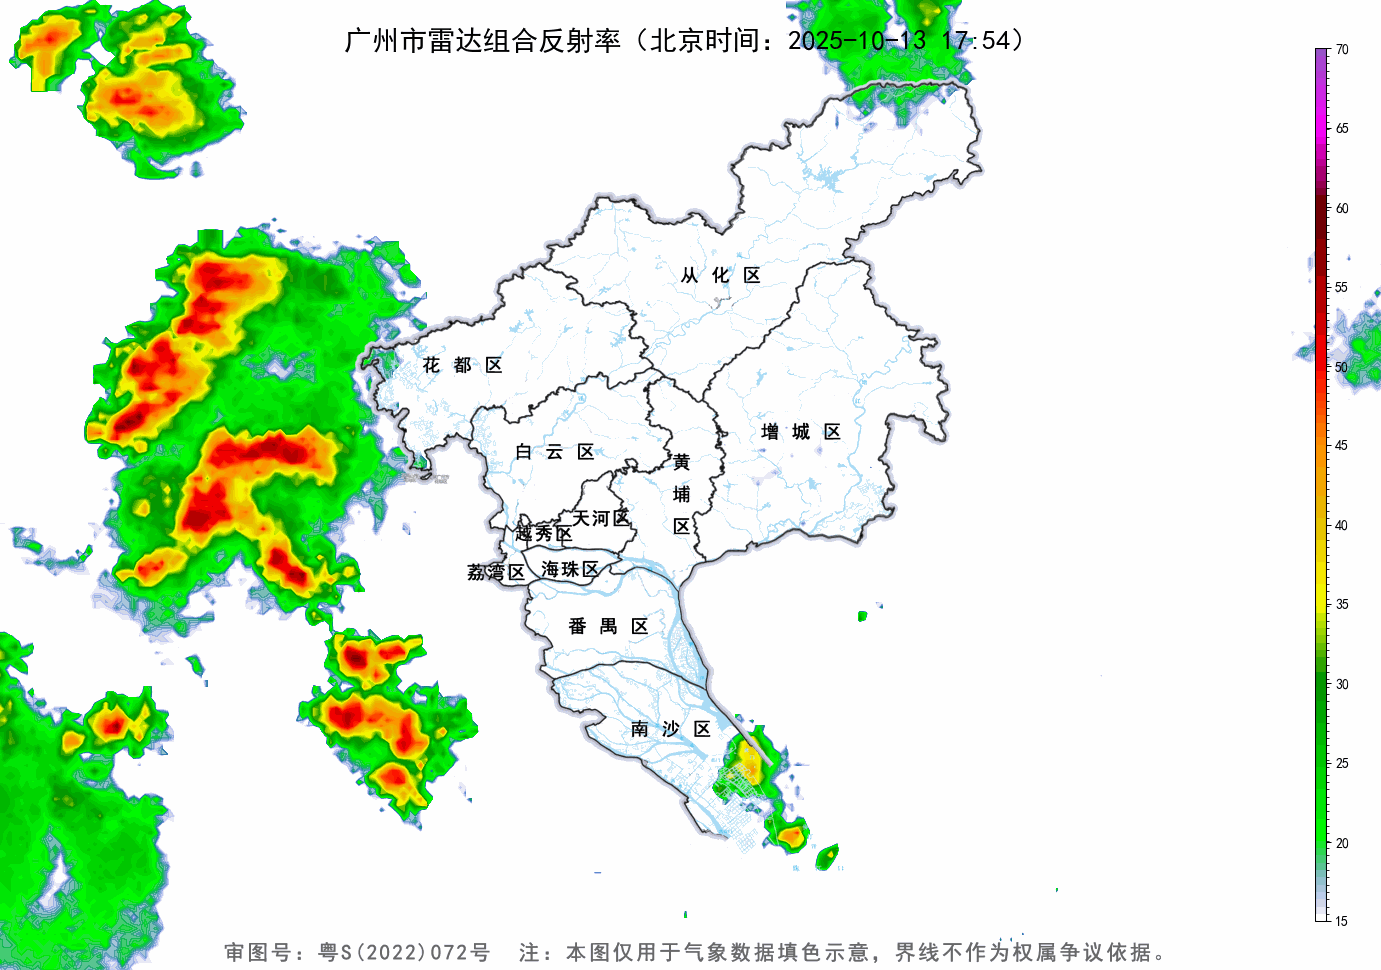 广州市雷达组合反射率（北京时间：2025-10-13 17:54）
70
65
60
55
50
45
40
35
30
25
20
15
从化区
花都区
增城区
白云区
黄埔区
天河区
越秀区
海珠区
荔湾区
番禺区
南沙区
审图号：粤S(2022)072号 注：本图仅用于气象数据填色示意，界线不作为权属争议依据。